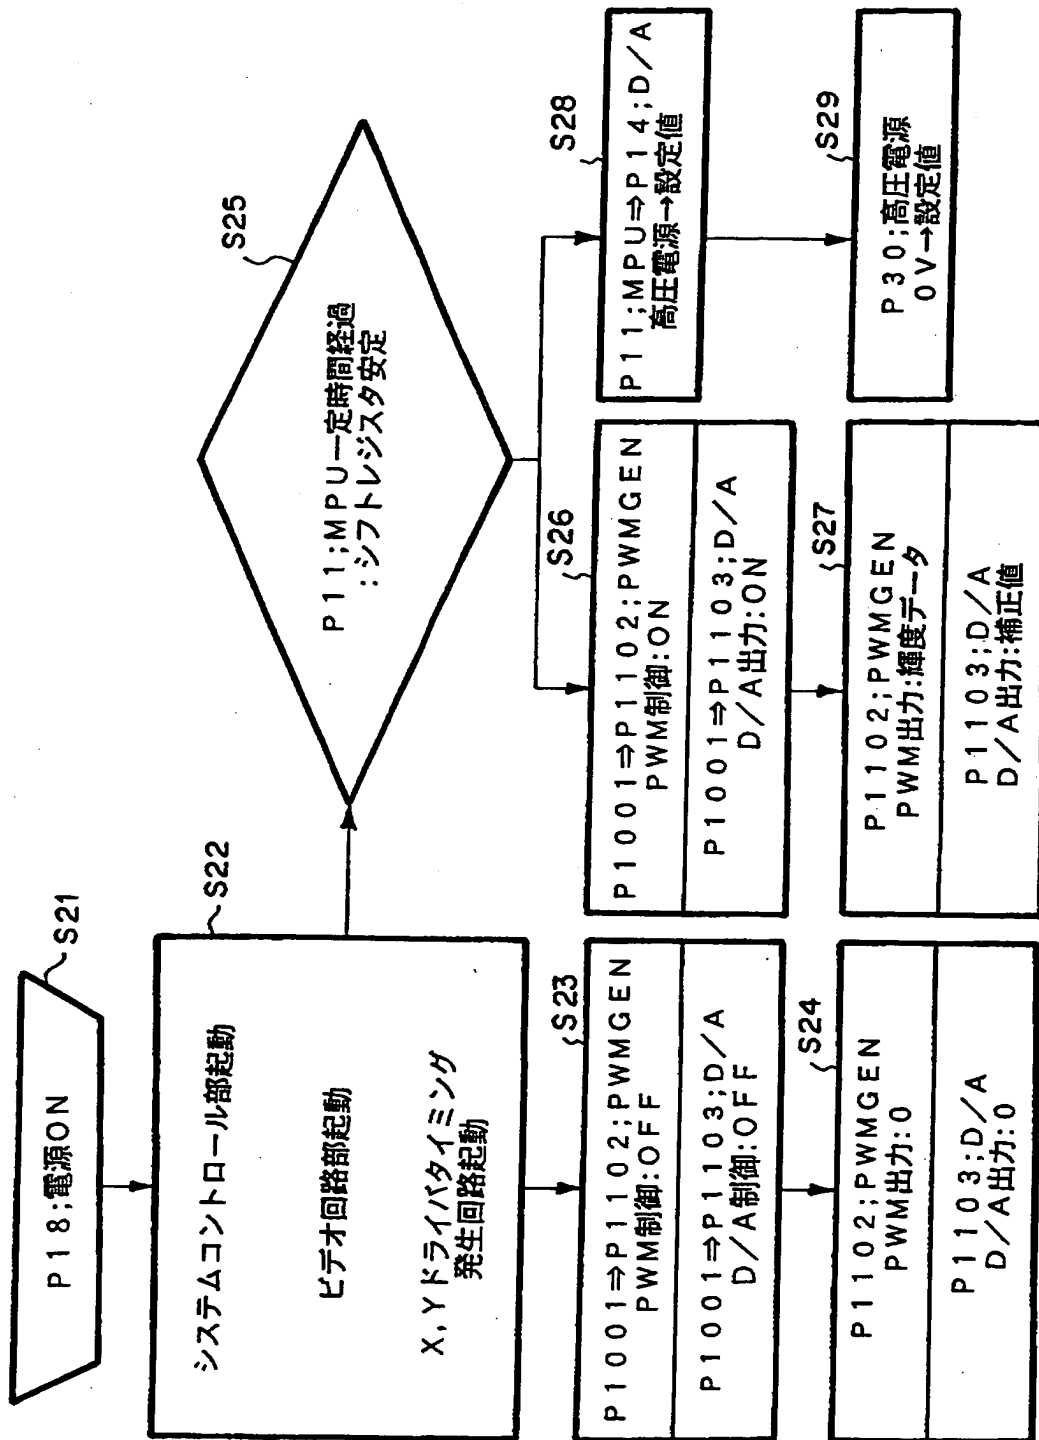 P18;電源ON
S21
システムコントロール部起動
ビデオ回路部起動
X,Yドライバタイミング
発生回路起動
S22
P1001⇒P1102;PWMGEN
PWM制御:OFF
P1001⇒P1103;D/A
D/A制御:OFF
S23
P1102;PWMGEN
PWM出力:0
P1103;D/A
D/A出力:0
S24
P11;MPU一定時間経過
:シフトレジスタ安定
S25
P1001⇒P1102;PWMGEN
PWM制御:ON
P1001⇒P1103;D/A
D/A出力:ON
S26
P1102;PWMGEN
PWM出力:輝度データ
P1103;D/A
D/A出力:補正値
S27
P11;MPU⇒P14;D/A
高圧電源→設定値
S28
P30;高圧電源
0V→設定値
S29